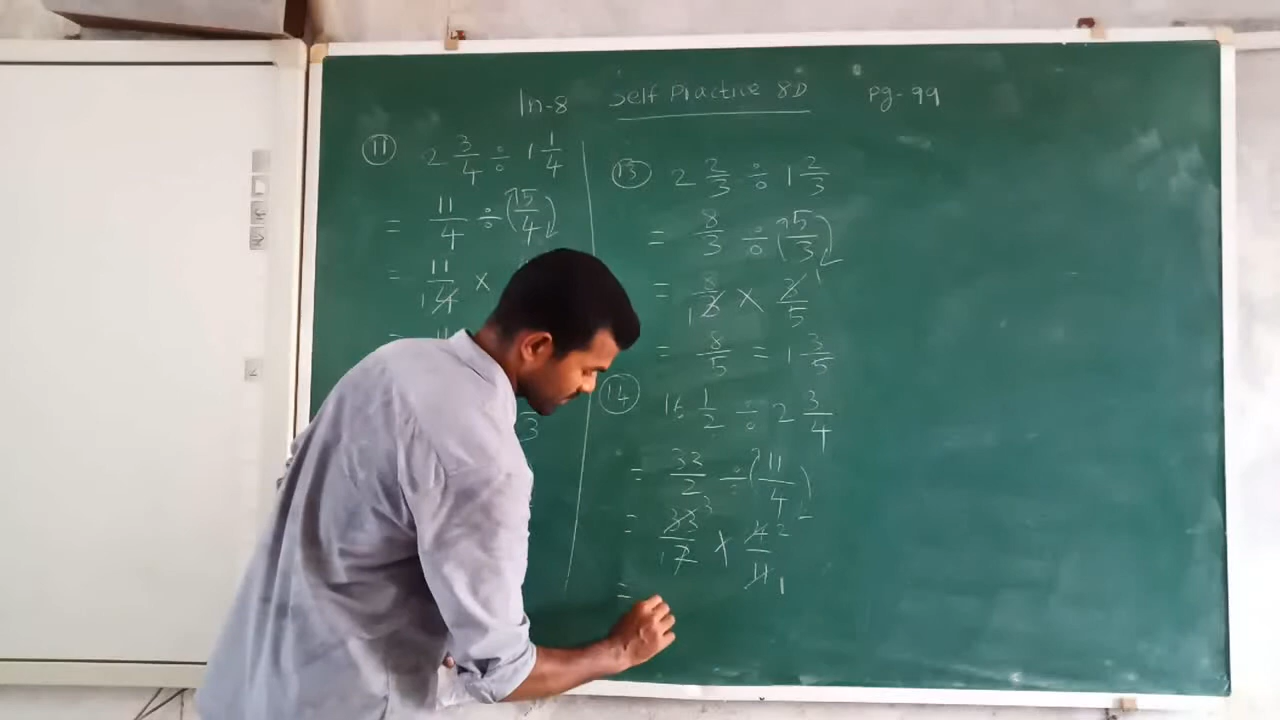 ln-8 Self Practive 8D Pg-99
(11) 2 3/4 ÷ 1 1/4
= 11/4 ÷ (5/4)
= 11/4 ×
=
3
(13) 2 2/3 ÷ 1 2/3
= 8/3 ÷ (5/3)
= 8/3 × 3/5
= 8/5 = 1 3/5
(14) 16 1/2 ÷ 2 3/4
= 33/2 ÷ (11/4)
= 33/2 × 4/11
=